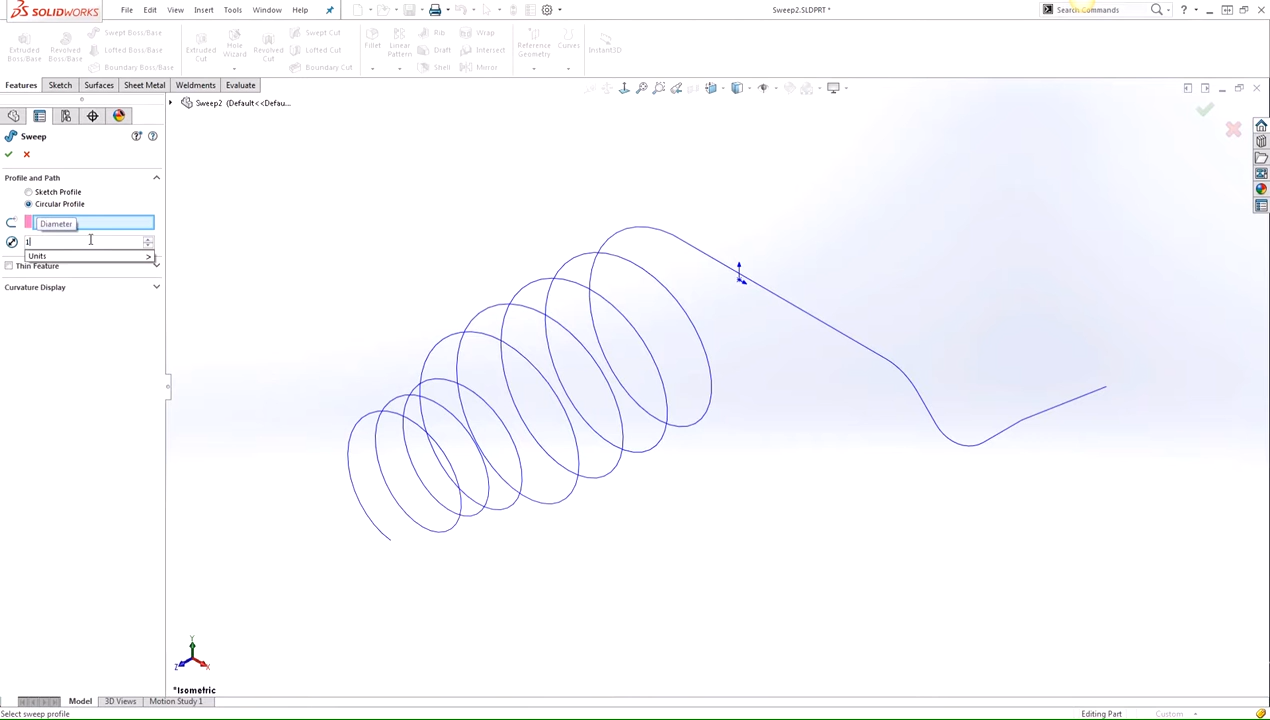 SOLIDWORKS File Edit View Insert Tools Window Help Sweep2.SLDPRT * Search Commands ?
Extruded Boss/Base
Revolved Boss/Base
Swept Boss/Base
Lofted Boss/Base
Boundary Boss/Base
Extruded Cut
Hole Wizard
Revolved Cut
Swept Cut
Lofted Cut
Boundary Cut
Fillet
Linear Pattern
Rib
Draft
Shell
Wrap
Intersect
Mirror
Reference Geometry
Curves
Instant3D
Features Sketch Surfaces Sheet Metal Weldments Evaluate
Sweep2 (Default<<Defau...
Sweep
Profile and Path
Sketch Profile
Circular Profile
Diameter
1
Units >
Thin Feature
Curvature Display
Y
Z X
*Isometric
Model 3D Views Motion Study 1
Select sweep profile Editing Part Custom